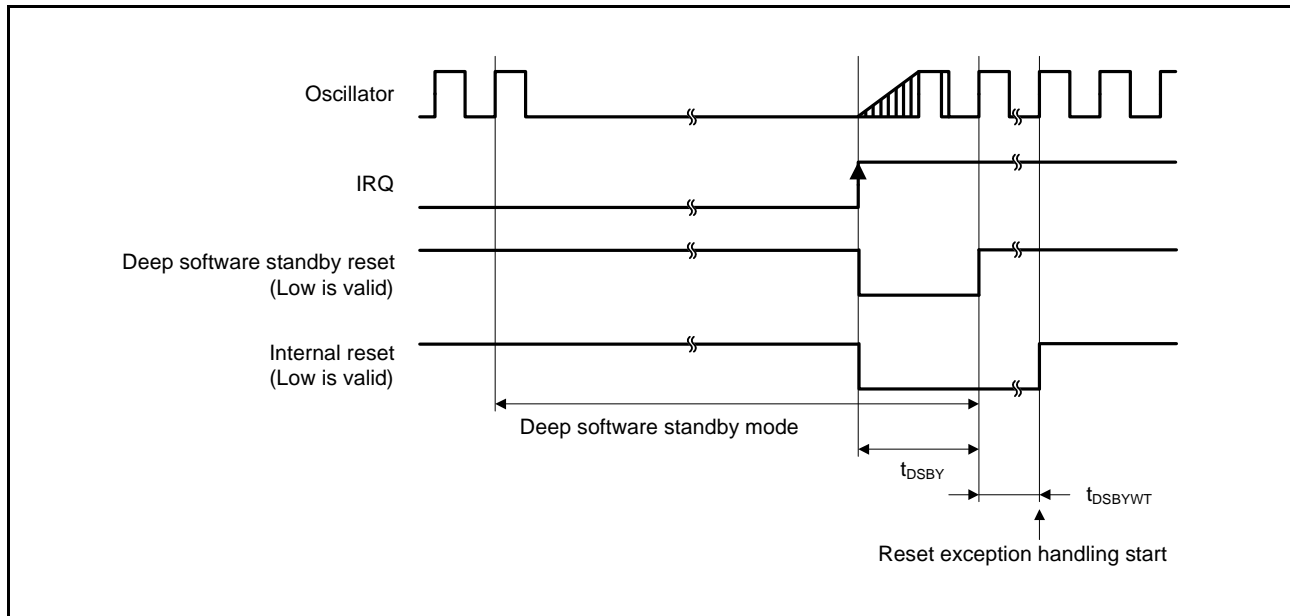 Oscillator
IRQ
Deep software standby reset
(Low is valid)
Internal reset
(Low is valid)
Deep software standby mode
tDSBY
tDSBYWT
Reset exception handling start